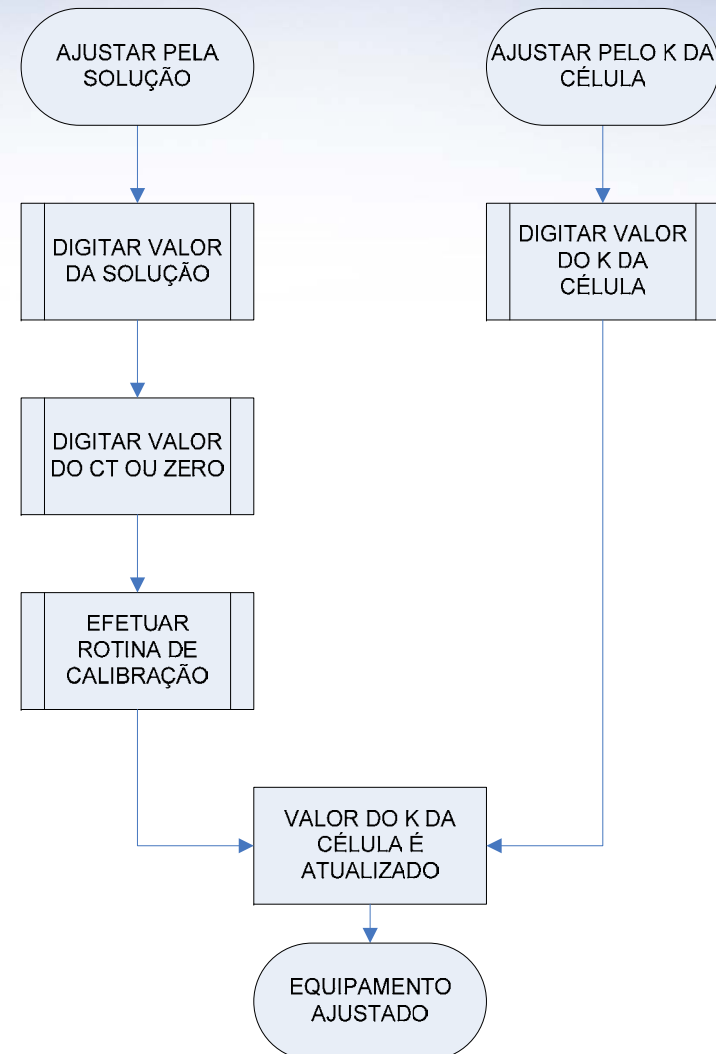 AJUSTAR PELA
SOLUÇÃO
AJUSTAR PELO K DA
CÉLULA
DIGITAR VALOR
DA SOLUÇÃO
DIGITAR VALOR
DO K DA
CÉLULA
DIGITAR VALOR
DO CT OU ZERO
EFETUAR
ROTINA DE
CALIBRAÇÃO
VALOR DO K DA
CÉLULA É
ATUALIZADO
EQUIPAMENTO
AJUSTADO